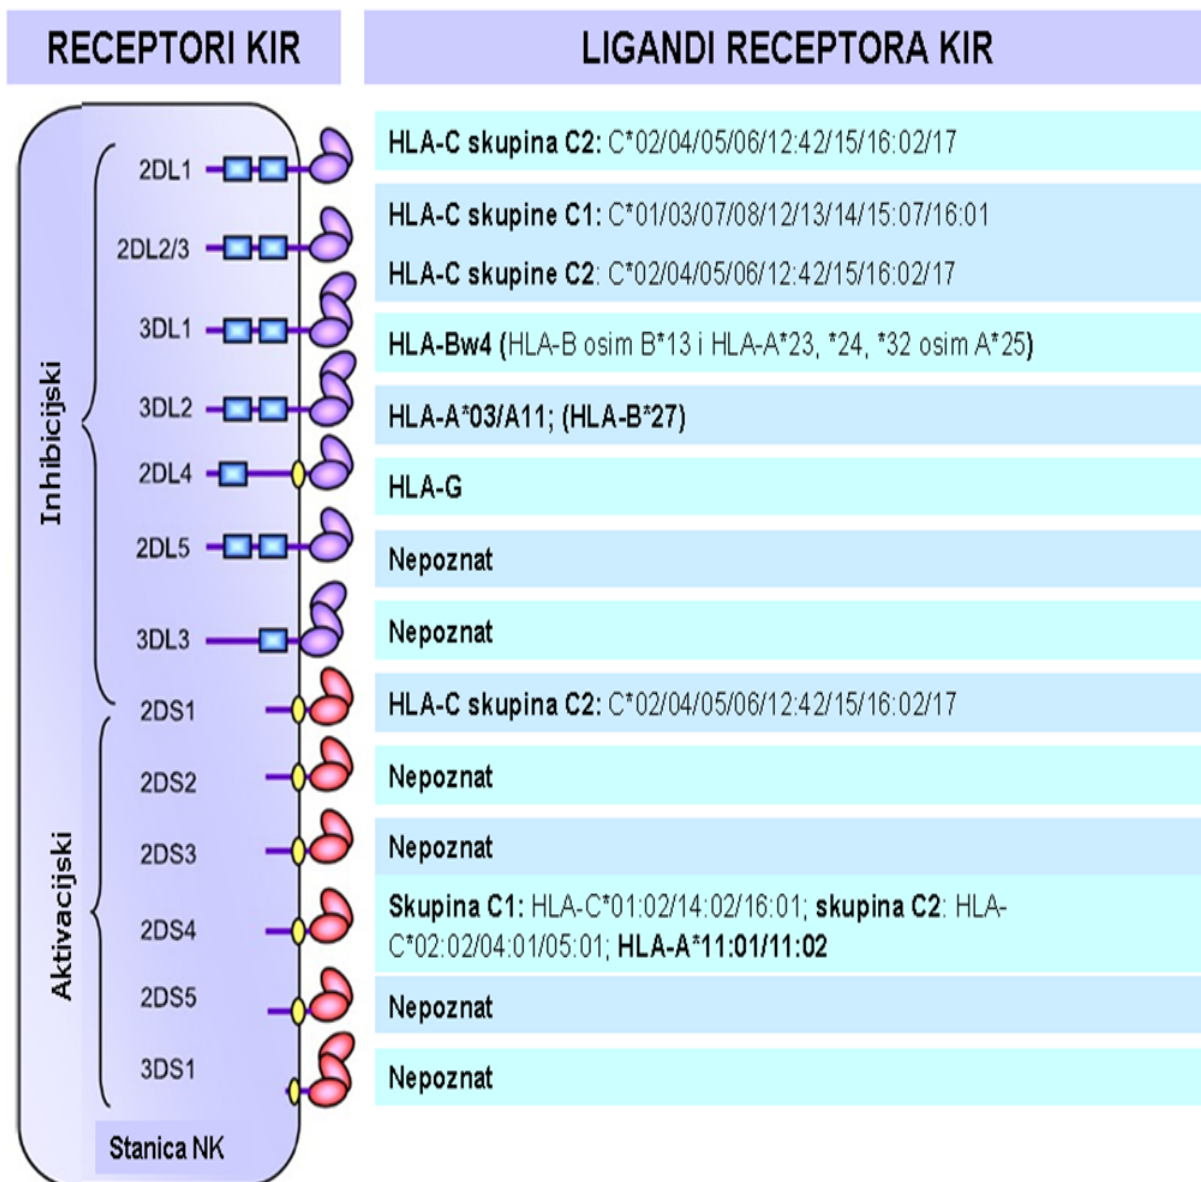 RECEPTORI KIR
LIGANDI RECEPTORA KIR
Inhibicijski
2DL1
HLA-C skupina C2: C*02/04/05/06/12:42/15/16:02/17
2DL2/3
HLA-C skupine C1: C*01/03/07/08/12/13/14/15:07/16:01
HLA-C skupine C2: C*02/04/05/06/12:42/15/16:02/17
3DL1
HLA-Bw4 (HLA-B osim B*13 i HLA-A*23, *24, *32 osim A*25)
3DL2
HLA-A*03/A11; (HLA-B*27)
2DL4
HLA-G
2DL5
Nepoznat
3DL3
Nepoznat
Aktivacijski
2DS1
HLA-C skupina C2: C*02/04/05/06/12:42/15/16:02/17
2DS2
Nepoznat
2DS3
Nepoznat
2DS4
Skupina C1: HLA-C*01:02/14:02/16:01; skupina C2: HLA-
C*02:02/04:01/05:01; HLA-A*11:01/11:02
2DS5
Nepoznat
3DS1
Nepoznat
Stanica NK